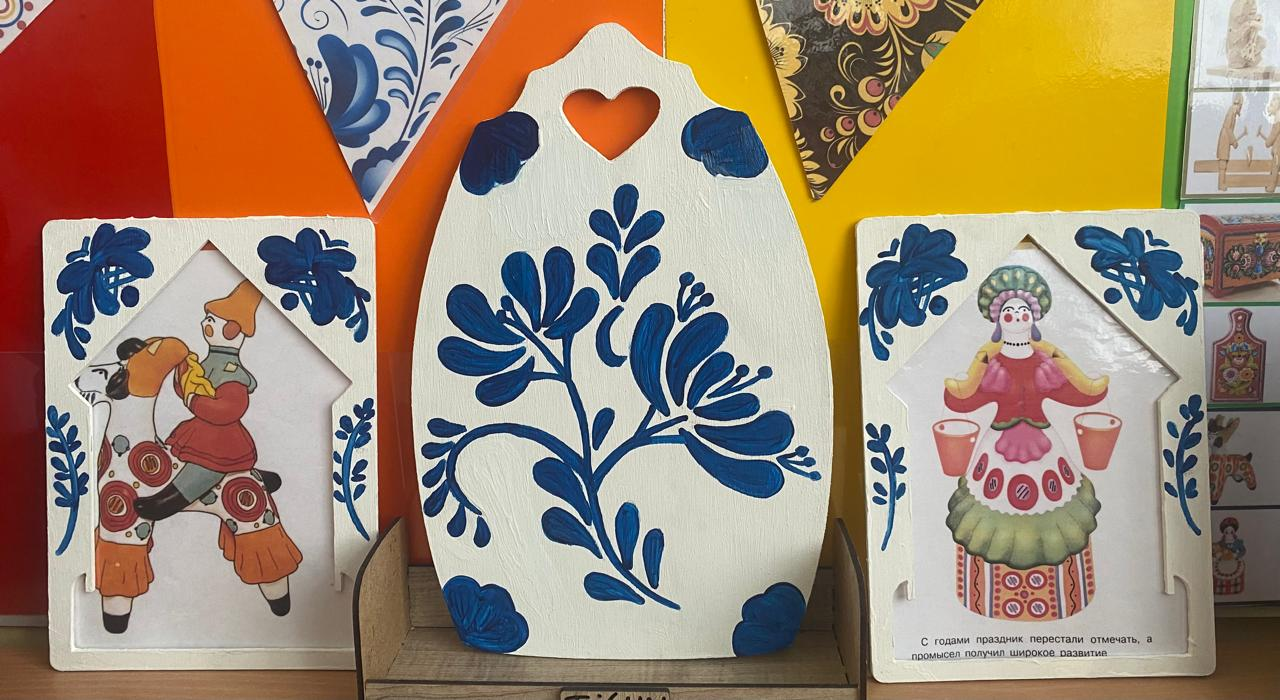 С годами праздник перестали отмечать, а
промысел получил широкое развитие